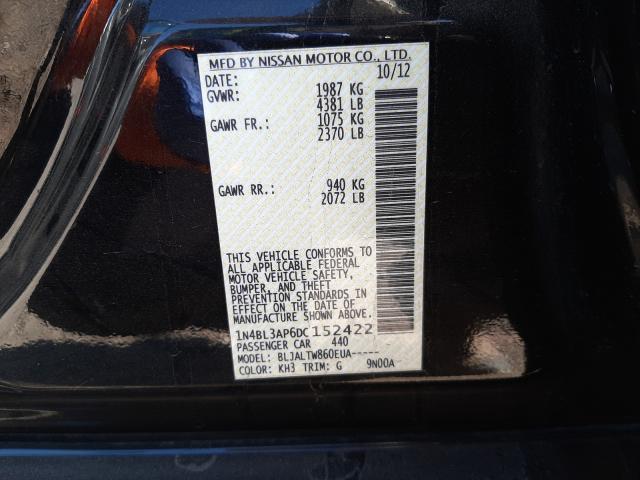 MFD BY NISSAN MOTOR CO., LTD.
DATE: 10/12
GVWR: 1987 KG
4381 LB
GAWR FR.: 1075 KG
2370 LB
GAWR RR.: 940 KG
2072 LB
THIS VEHICLE CONFORMS TO
ALL APPLICABLE FEDERAL
MOTOR VEHICLE SAFETY,
BUMPER, AND THEFT
PREVENTION STANDARDS IN
EFFECT ON THE DATE OF
MANUFACTURE SHOWN ABOVE.
1N4BL3AP6DC152422
PASSENGER CAR 440
MODEL: BLJALTW860EUA-----
COLOR: KH3 TRIM: G 9N00A